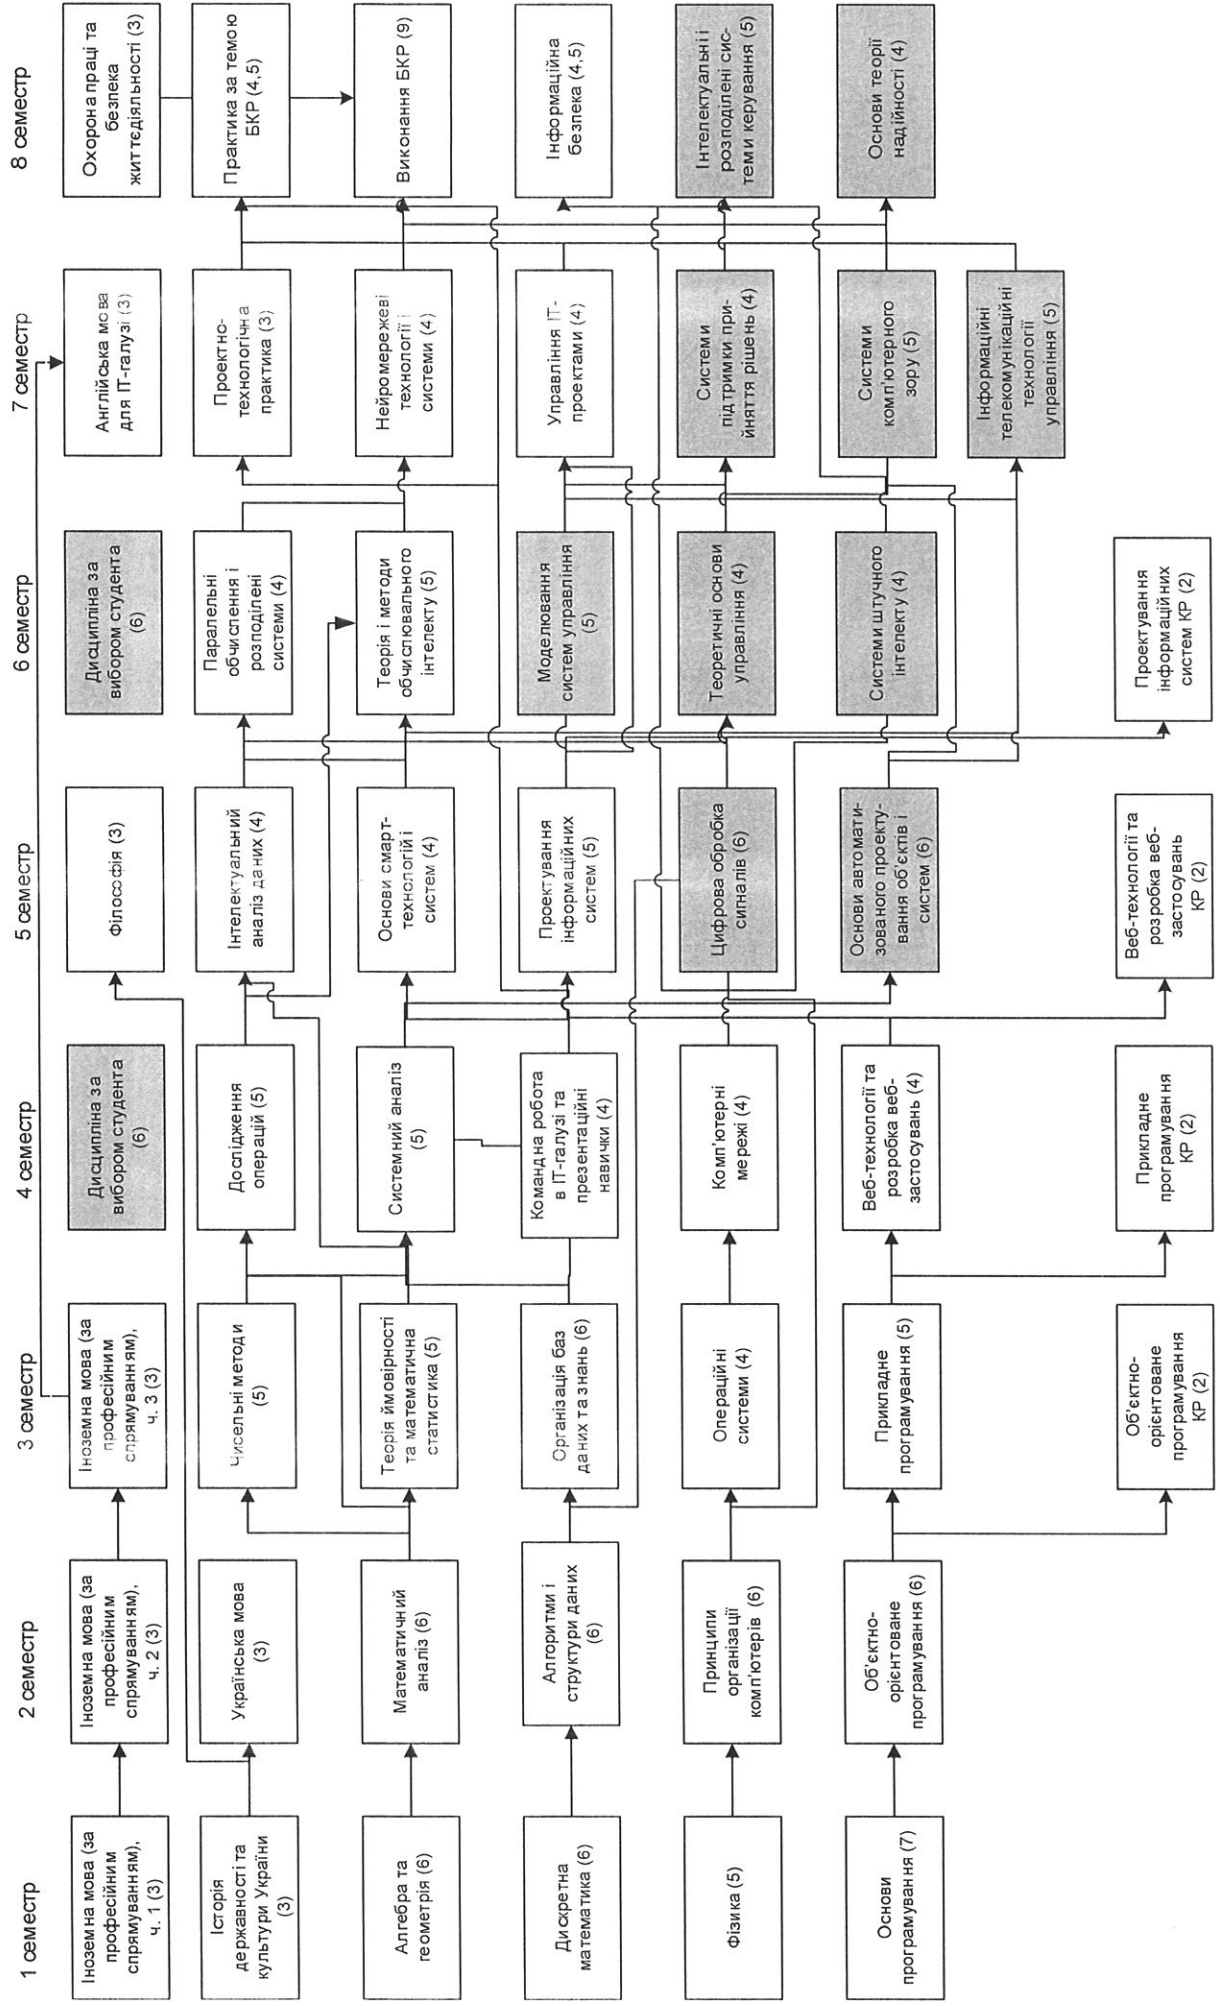 1 семестр
Іноземна мова (за
професійним
спрямуванням),
ч. 1 (3)
Історія
державності та
культури України
(3)
Алгебра та
геометрія (6)
Дискретна
математика (6)
Фізика (5)
Основи
програмування (7)
2 семестр
Іноземна мова (за
професійним
спрямуванням),
ч. 2 (3)
Українська мова
(3)
Математичний
аналіз (6)
Алгоритми і
структури даних
(6)
Принципи
організації
комп'ютерів (6)
Об'єктно-
орієнтоване
програмування (6)
3 семестр
Іноземна мова (за
професійним
спрямуванням),
ч. 3 (3)
Чисельні методи
(5)
Теорія ймовірності
та математична
статистика (5)
Організація баз
даних та знань (6)
Операційні
системи (4)
Прикладне
програмування (5)
Об'єктно-
орієнтоване
програмування
КР (2)
4 семестр
Дисципліна за
вибором студента
(6)
Дослідження
операцій (5)
Системний аналіз
(5)
Командна робота
в ІТ-галузі та
презентаційні
навички (4)
Комп'ютерні
мережі (4)
Веб-технології та
розробка веб-
застосувань (4)
Прикладне
програмування
КР (2)
5 семестр
Філософія (3)
Інтелектуальний
аналіз даних (4)
Основи смарт-
технологій і
систем (4)
Проектування
інформаційних
систем (5)
Цифрова обробка
сигналів (6)
Основи автомати-
зованого проекту-
вання об'єктів і
систем (6)
Веб-технології та
розробка веб-
застосувань
КР (2)
6 семестр
Дисципліна за
вибором студента
(6)
Паралельні
обчислення і
розподілені
системи (4)
Теорія і методи
обчислювального
інтелекту (5)
Моделювання
систем управління
(5)
Теоретичні основи
управління (4)
Системи штучного
інтелекту (4)
Проектування
інформаційних
систем КР (2)
7 семестр
Англійська мова
для ІТ-галузі (3)
Проектно-
технологічна
практика (3)
Нейромережеві
технології і
системи (4)
Управління ІТ-
проектами (4)
Системи
підтримки при-
йняття рішень (4)
Системи
комп'ютерного
зору (5)
Інформаційні
телекомунікаційні
технології
управління (5)
8 семестр
Охорона праці та
безпека
життєдіяльності (3)
Практика за темою
БКР (4,5)
Виконання БКР (9)
Інформаційна
безпека (4,5)
Інтелектуальні і
розподілені сис-
теми керування (5)
Основи теорії
надійності (4)